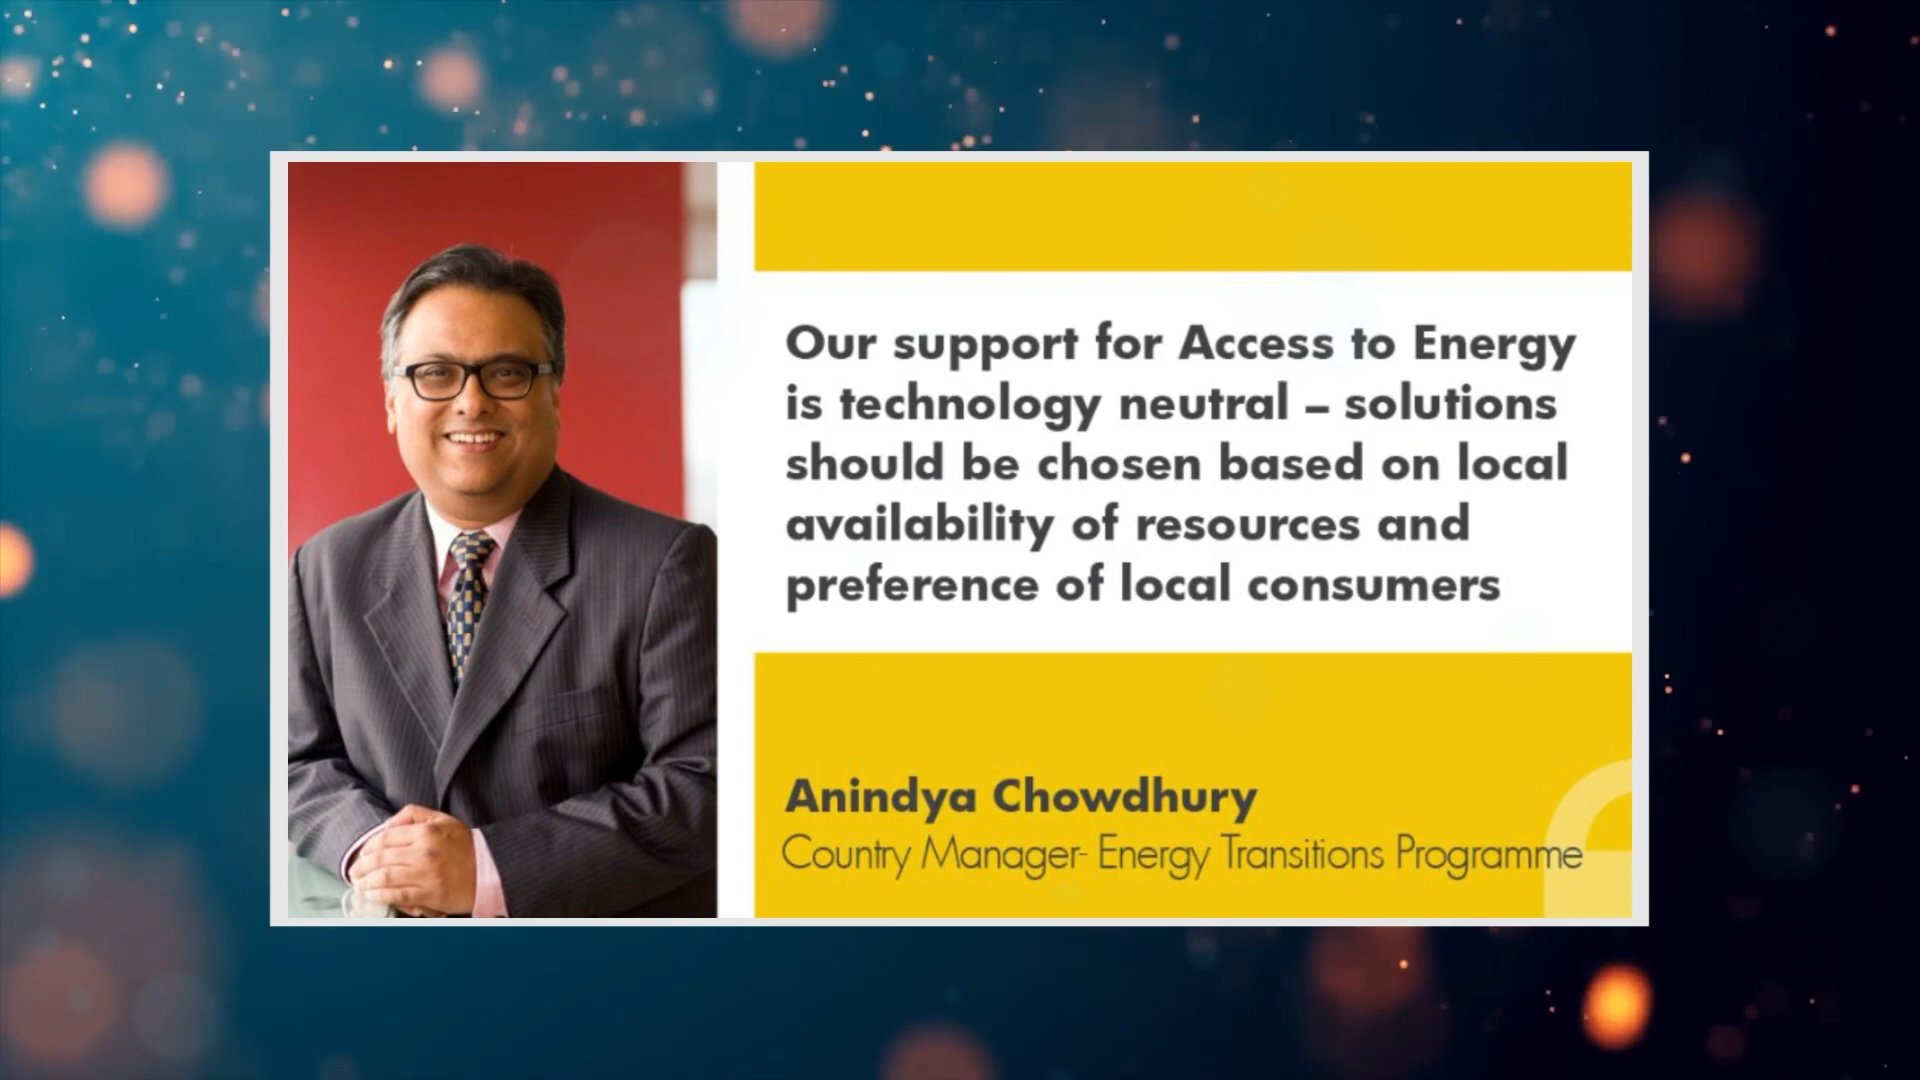 Our support for Access to Energy
is technology neutral – solutions
should be chosen based on local
availability of resources and
preference of local consumers
Anindya Chowdhury
Country Manager- Energy Transitions Programme